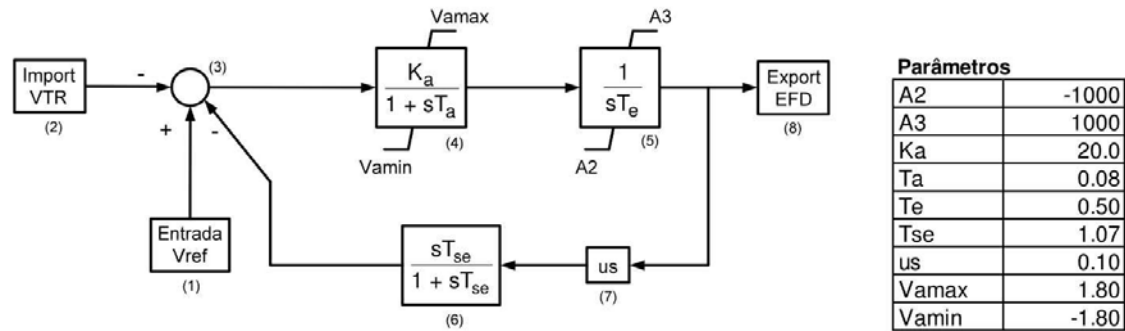 Vamax
A3
Import
VTR
(2)
-
(3)
+
-
Ka
1 + sTa
(4)
Vamin
1
sTe
(5)
A2
Export
EFD
(8)
Entrada
Vref
(1)
sTse
1 + sTse
(6)
us
(7)
Parâmetros
A2 -1000
A3 1000
Ka 20.0
Ta 0.08
Te 0.50
Tse 1.07
us 0.10
Vamax 1.80
Vamin -1.80